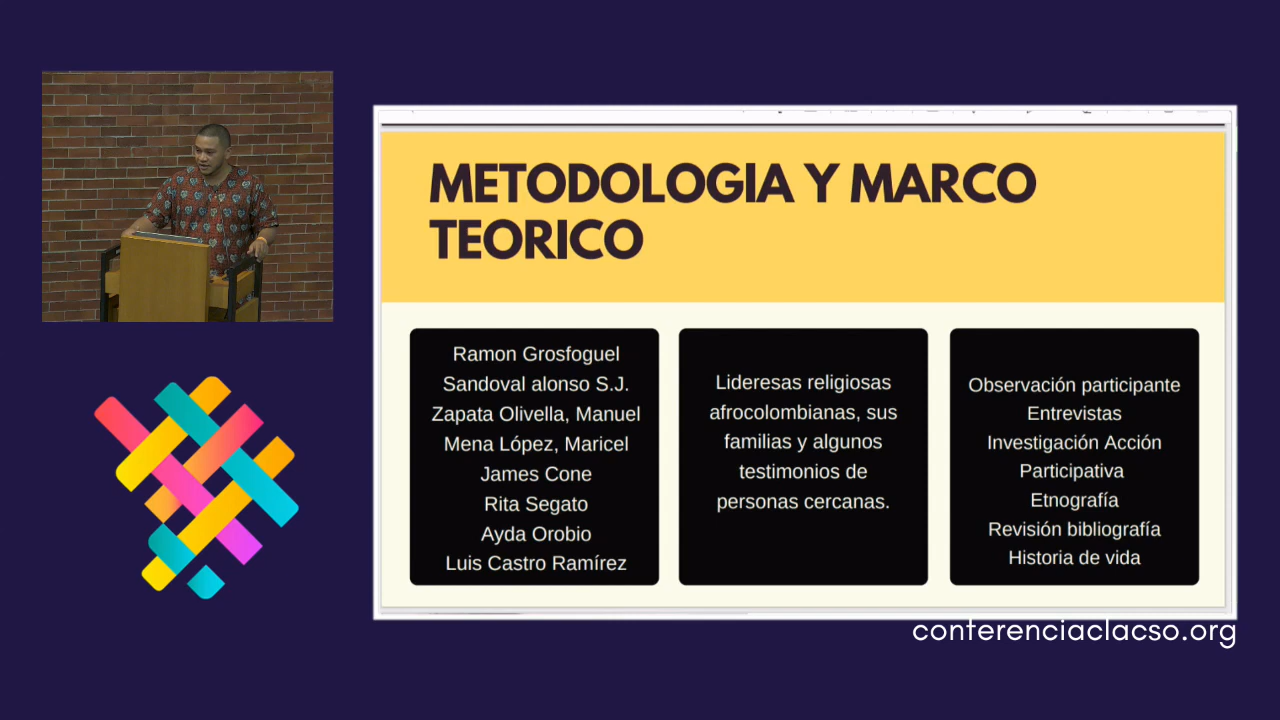 METODOLOGIA Y MARCO
TEORICO
Ramon Grosfoguel
Sandoval alonso S.J.
Zapata Olivella, Manuel
Mena López, Maricel
James Cone
Rita Segato
Ayda Orobio
Luis Castro Ramírez
Lideresas religiosas
afrocolombianas, sus
familias y algunos
testimonios de
personas cercanas.
Observación participante
Entrevistas
Investigación Acción
Participativa
Etnografía
Revisión bibliografía
Historia de vida
conferenciaclacso.org